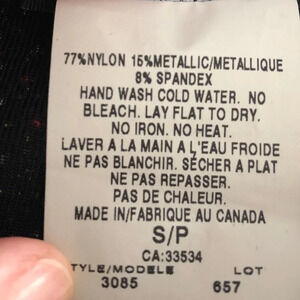 77%NYLON 15%METALLIC/METALLIQUE
8% SPANDEX
HAND WASH COLD WATER. NO
BLEACH. LAY FLAT TO DRY.
NO IRON. NO HEAT.
LAVER A LA MAIN A L'EAU FROIDE
NE PAS BLANCHIR. SÉCHER A PLAT
NE PAS REPASSER.
PAS DE CHALEUR.
MADE IN/FABRIQUE AU CANADA
S/P
CA:33534
TYLE/MODELE LOT
3085 657